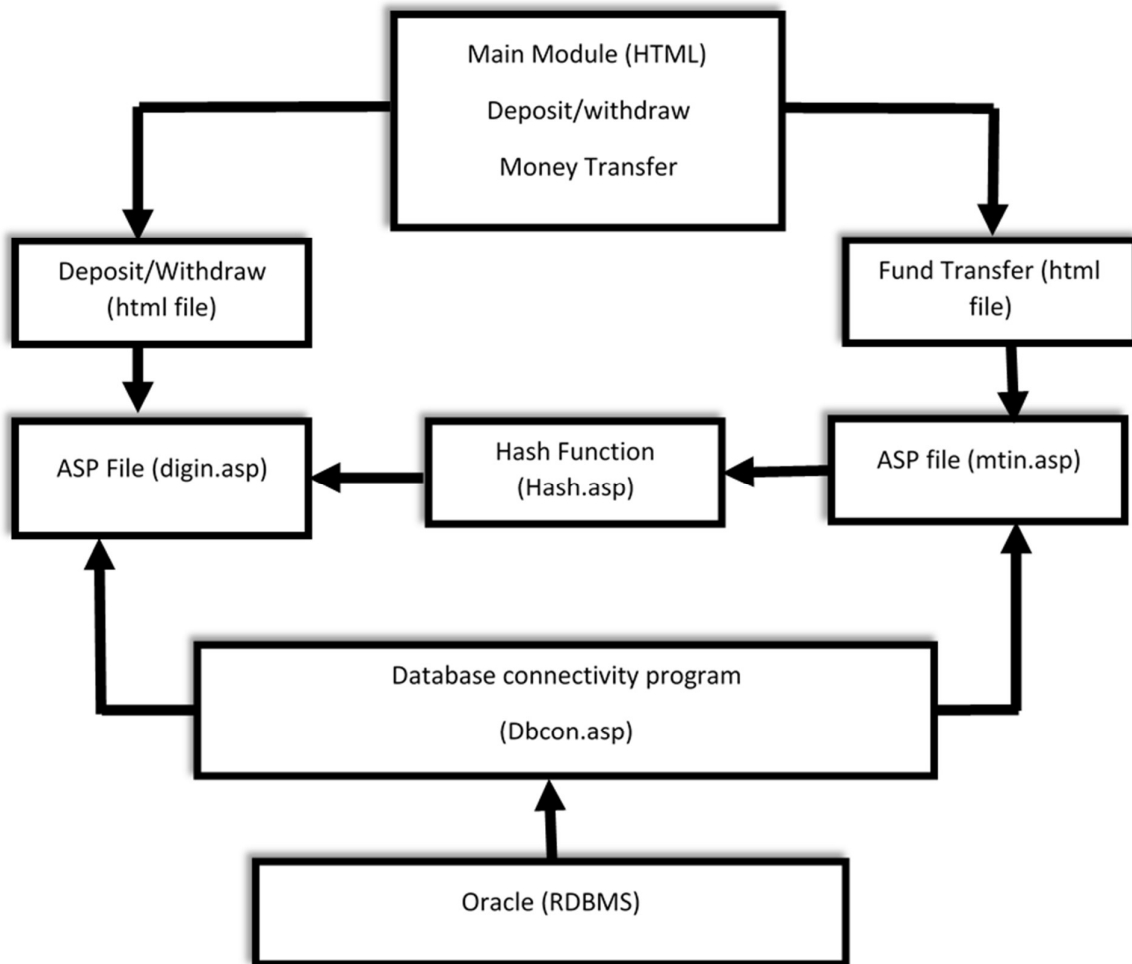 Main Module (HTML)
Deposit/withdraw
Money Transfer
Deposit/Withdraw
(html file)
Fund Transfer (html
file)
ASP File (digin.asp)
Hash Function
(Hash.asp)
ASP file (mtin.asp)
Database connectivity program
(Dbcon.asp)
Oracle (RDBMS)